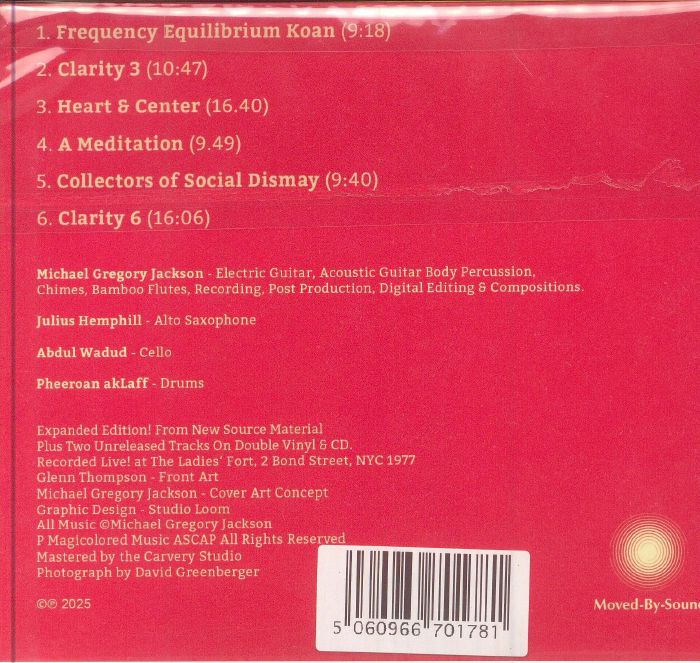 1. Frequency Equilibrium Koan (9:18)
2. Clarity 3 (10:47)
3. Heart & Center (16.40)
4. A Meditation (9.49)
5. Collectors of Social Dismay (9:40)
6. Clarity 6 (16:06)
Michael Gregory Jackson - Electric Guitar, Acoustic Guitar Body Percussion,
Chimes, Bamboo Flutes, Recording, Post Production, Digital Editing & Compositions.
Julius Hemphill - Alto Saxophone
Abdul Wadud - Cello
Pheeroan akLaff - Drums
Expanded Edition! From New Source Material
Plus Two Unreleased Tracks On Double Vinyl & CD.
Recorded Live! at The Ladies' Fort, 2 Bond Street, NYC 1977
Glenn Thompson - Front Art
Michael Gregory Jackson - Cover Art Concept
Graphic Design - Studio Loom
All Music ©Michael Gregory Jackson
P Magicolored Music ASCAP All Rights Reserved
Mastered by the Carvery Studio
Photograph by David Greenberger
©℗ 2025
5 060966 701781
Moved-By-Soun